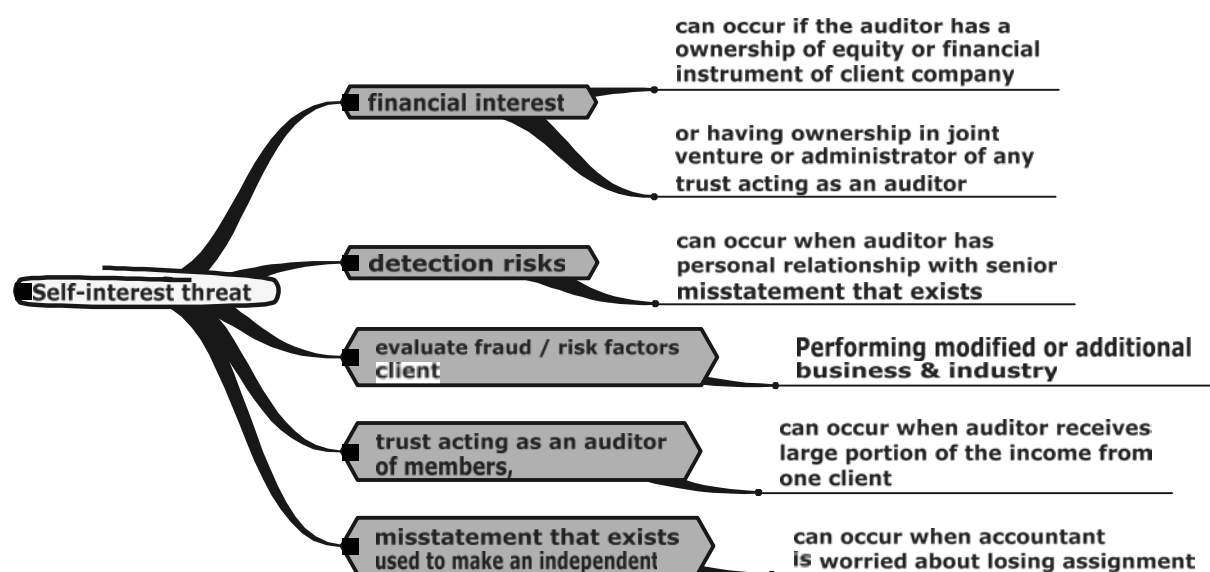 can occur if the auditor has a
ownership of equity or financial
instrument of client company
financial interest
or having ownership in joint
venture or administrator of any
trust acting as an auditor
can occur when auditor has
personal relationship with senior
misstatement that exists
detection risks
Self-interest threat
evaluate fraud / risk factors
client
Performing modified or additional
business & industry
trust acting as an auditor
of members,
can occur when auditor receives
large portion of the income from
one client
misstatement that exists
used to make an independent
can occur when accountant
is worried about losing assignment